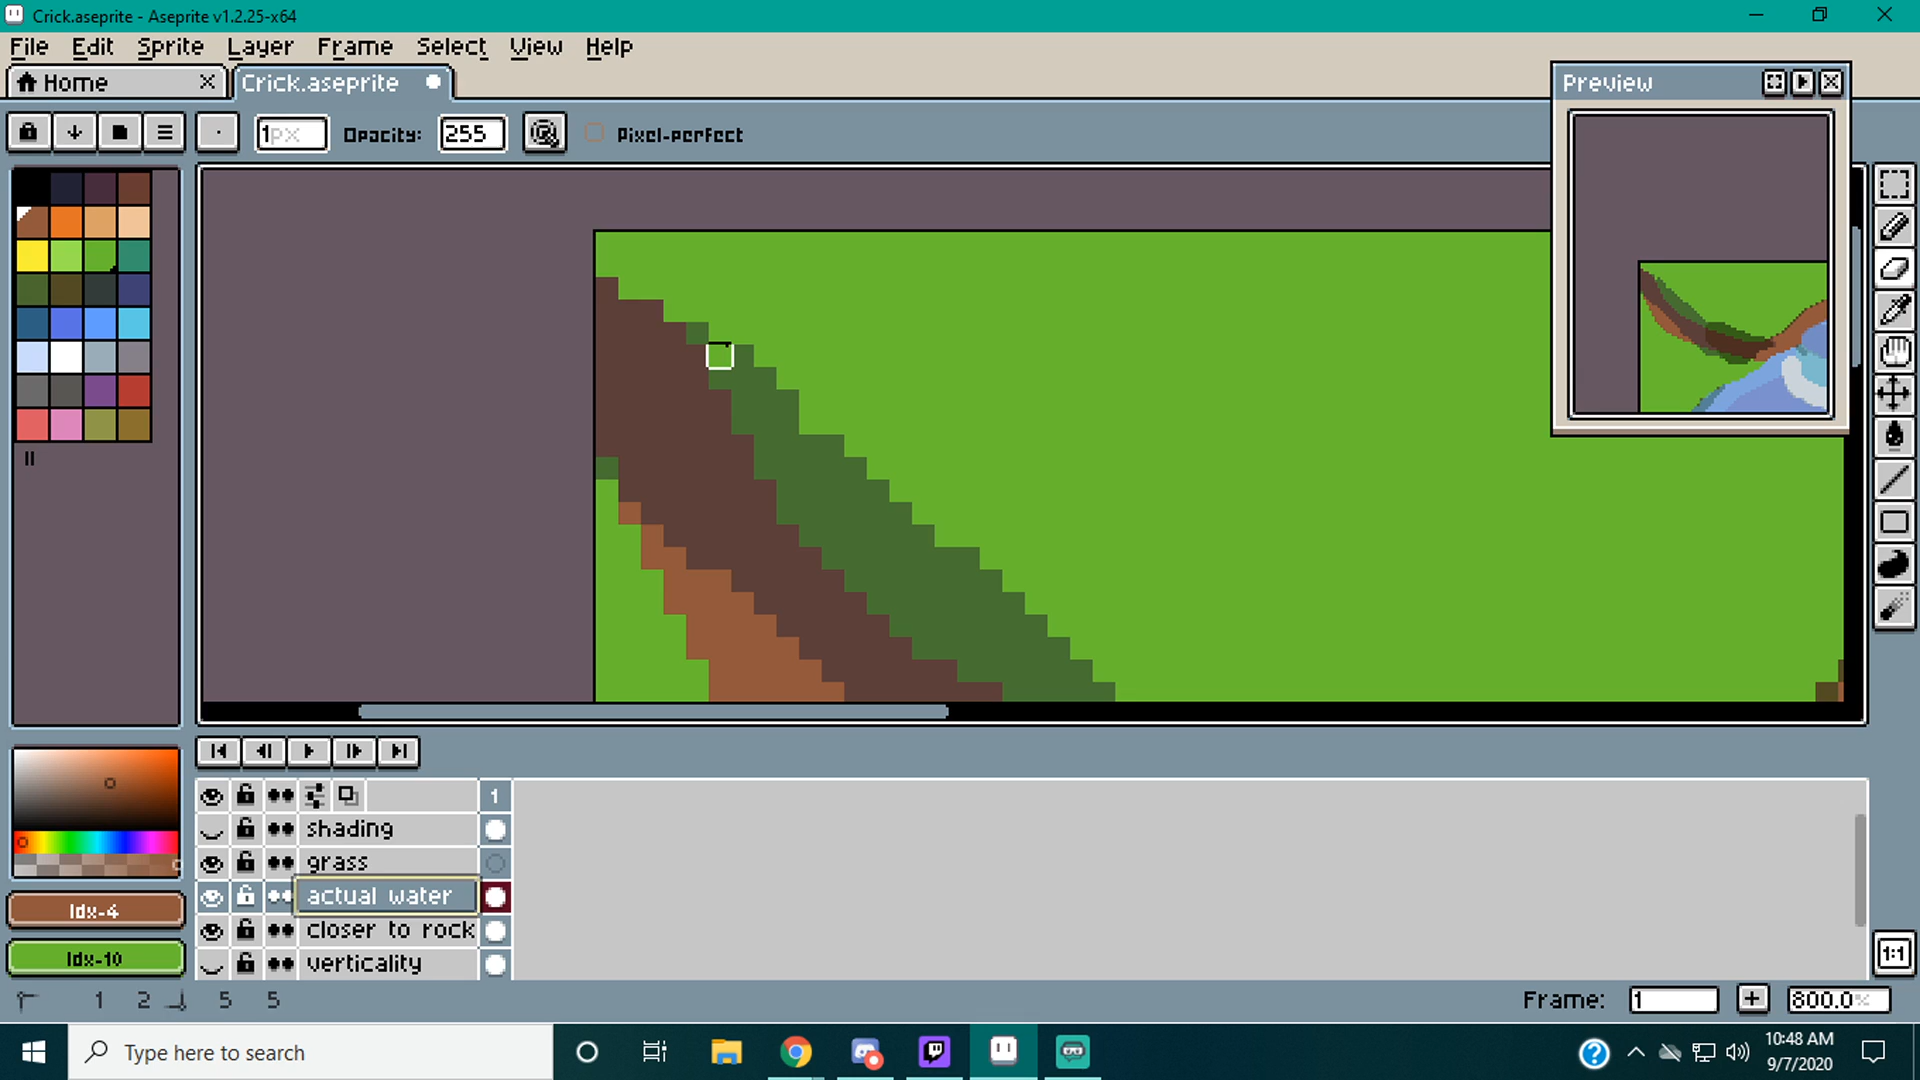 Crick.aseprite - Aseprite v1.2.25-x64
File Edit Sprite Layer Frame Select View Help
Home Crick.aseprite
Preview
1px Opacity: 255 Pixel-perfect
1
shading
grass
actual water
closer to rock
verticality
Idx-4
Idx-10
1:1
1 2 5 5
Frame: 1 + 800.0%
Type here to search
10:48 AM
9/7/2020